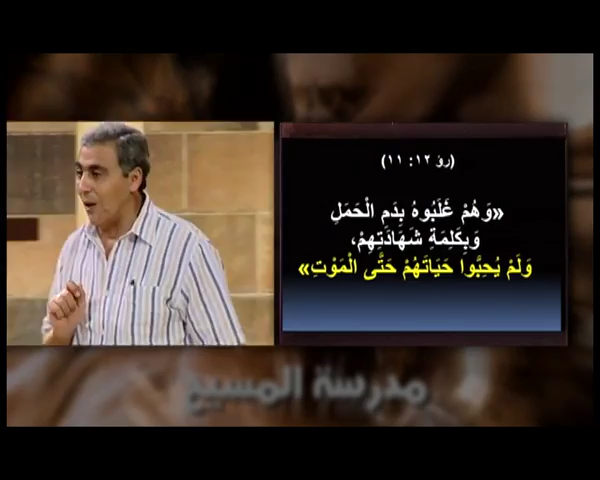 (رؤ ١٢: ١١)
«وَهُمْ غَلَبُوهُ بِدَمِ الْحَمَلِ
وَبِكَلِمَةِ شَهَادَتِهِمْ،
وَلَمْ يُحِبُّوا حَيَاتَهُمْ حَتَّى الْمَوْتِ»
مدرسة المسيح